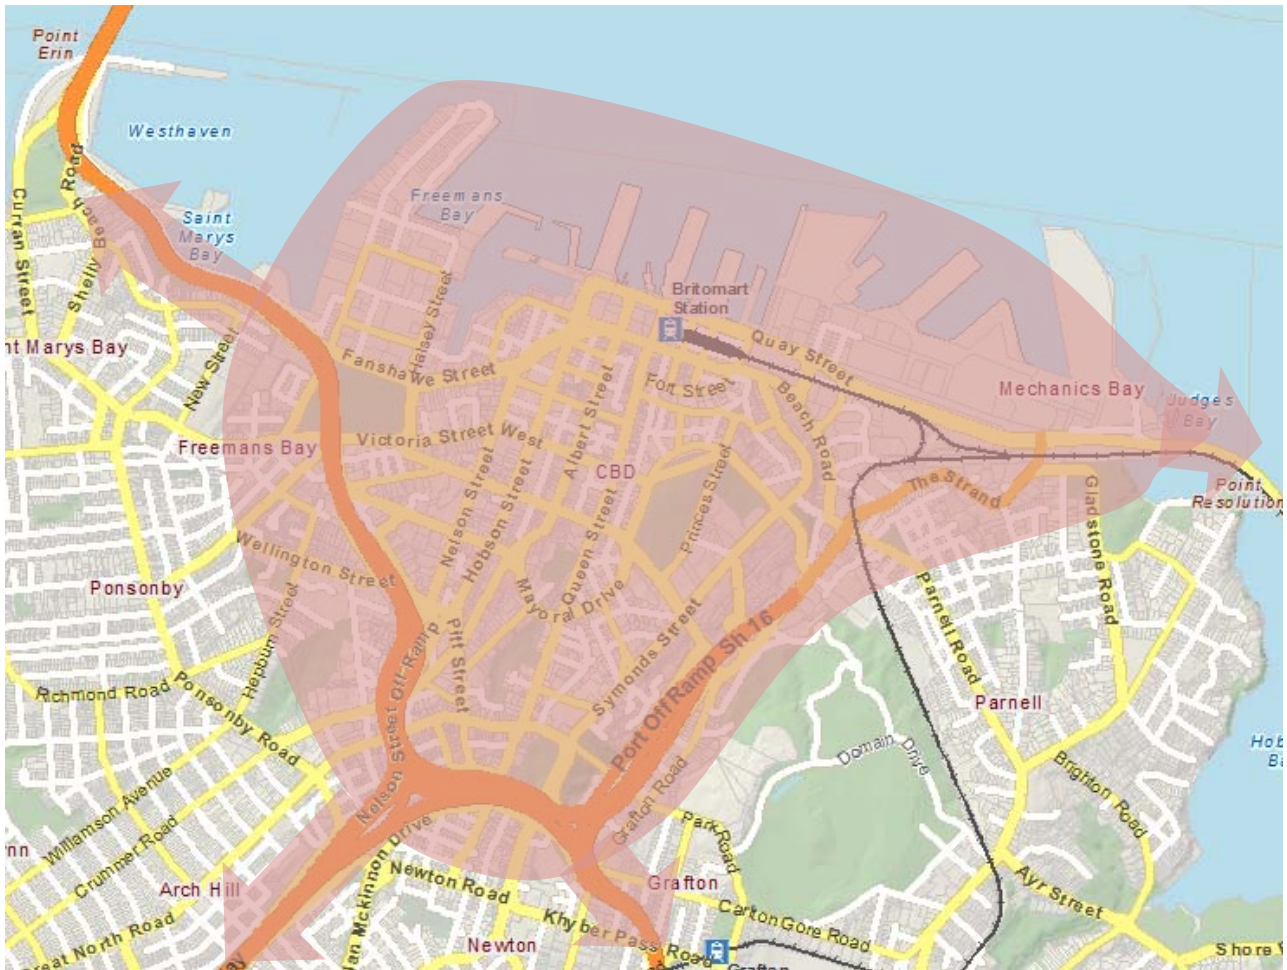 Point
Erin
Westhaven
Road
Curran Street
Shelly Beach
Saint
Marys
Bay
Freemans
Bay
Britomart
Station
Halsey Street
Quay Street
nt Marys Bay
New Street
Fanshawe Street
Fort Street
Beach Road
Mechanics Bay
Judges
Bay
Freemans Bay
Victoria Street West
Albert Street
CBD
Nelson Street
Hobson Street
Queen Street
Princes Street
The Strand
Gladstone Road
Point
Resolution
Wellington Street
Ponsonby
Mayoral Drive
Hepburn Street
Pitt Street
Symonds Street
Port Off Ramp Sh 16
Parnell Road
Richmond Road
Ponsonby Road
Nelson Street Off-Ramp
Parnell
Domain Drive
Hob
Ba
Brighton Road
Williamson Avenue
Crummer Road
Grafton Road
Park Road
nn
Arch Hill
Ian Mckinnon Drive
Newton Road
Grafton
Ayr Street
Carlton Gore Road
Great North Road
Khyber Pass Road
Newton
Grafton
Shore
ay